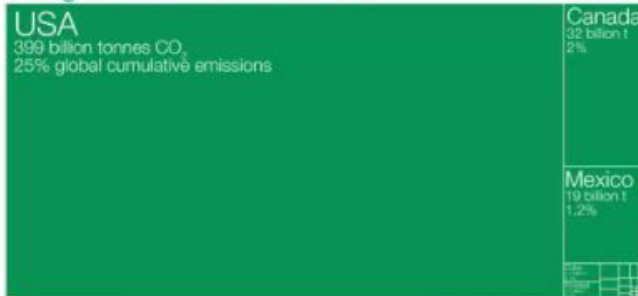 USA
399 billion tonnes CO₂
25% global cumulative emissions
Canada
32 billion t
2%
Mexico
19 billion t
1.2%